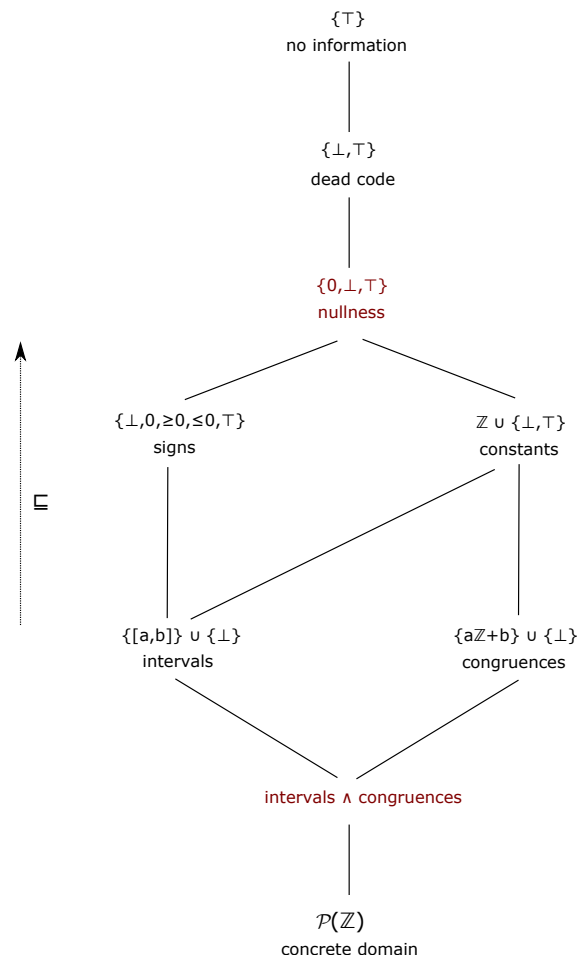 {⊤}
no information
{⊥,⊤}
dead code
{0,⊥,⊤}
nullness
{⊥,0,≥0,≤0,⊤}
signs
ℤ ∪ {⊥,⊤}
constants
⊑
{[a,b]} ∪ {⊥}
intervals
{aℤ+b} ∪ {⊥}
congruences
intervals ∧ congruences
𝒫(ℤ)
concrete domain